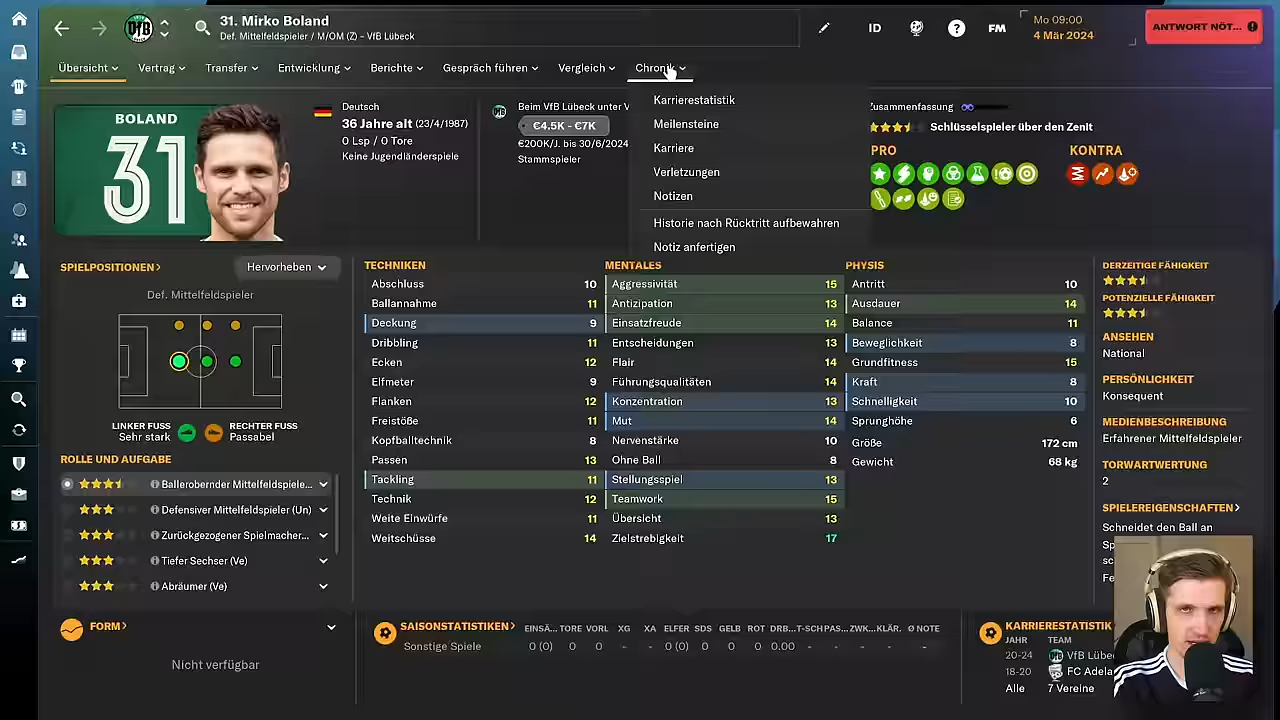 31. Mirko Boland
Def. Mittelfeldspieler / M/OM (Z) - VfB Lübeck
ID
FM
Mo 09:00
4 Mär 2024
ANTWORT NÖT...
Übersicht
Vertrag
Transfer
Entwicklung
Berichte
Gespräch führen
Vergleich
Chronik
Karrierestatistik
Meilensteine
Karriere
Verletzungen
Notizen
Historie nach Rücktritt aufbewahren
Notiz anfertigen
BOLAND
31
Deutsch
36 Jahre alt (23/4/1987)
0 Lsp / 0 Tore
Keine Jugendländerspiele
Beim VfB Lübeck unter V
€4.5K - €7K
€200K/J. bis 30/6/2024
Stammspieler
Zusammenfassung
Schlüsselspieler über den Zenit
PRO
KONTRA
SPIELPOSITIONEN
Hervorheben
Def. Mittelfeldspieler
LINKER FUSS
Sehr stark
RECHTER FUSS
Passabel
ROLLE UND AUFGABE
Ballerobernder Mittelfeldspiele...
Defensiver Mittelfeldspieler (Un)
Zurückgezogener Spielmacher...
Tiefer Sechser (Ve)
Abräumer (Ve)
TECHNIKEN
Abschluss 10
Ballannahme 11
Deckung 9
Dribbling 11
Ecken 12
Elfmeter 9
Flanken 12
Freistöße 11
Kopfballtechnik 8
Passen 13
Tackling 11
Technik 12
Weite Einwürfe 11
Weitschüsse 14
MENTALES
Aggressivität 15
Antizipation 13
Einsatzfreude 14
Entscheidungen 13
Flair 14
Führungsqualitäten 14
Konzentration 13
Mut 14
Nervenstärke 10
Ohne Ball 8
Stellungsspiel 13
Teamwork 15
Übersicht 13
Zielstrebigkeit 17
PHYSIS
Antritt 10
Ausdauer 14
Balance 11
Beweglichkeit 8
Grundfitness 15
Kraft 8
Schnelligkeit 10
Sprunghöhe 6
Größe 172 cm
Gewicht 68 kg
DERZEITIGE FÄHIGKEIT
POTENZIELLE FÄHIGKEIT
ANSEHEN
National
PERSÖNLICHKEIT
Konsequent
MEDIENBESCHREIBUNG
Erfahrener Mittelfeldspieler
TORWARTWERTUNG
2
SPIELEREIGENSCHAFTEN
Schneidet den Ball an
Sp
sc
Fe
FORM
Nicht verfügbar
SAISONSTATISTIKEN
EINSÄ... TORE VORL XG XA ELFER SDS GELB ROT DRB... T-SCH PAS... ZWK... KLÄR. Ø NOTE
Sonstige Spiele 0 (0) 0 0 - - 0 (0) 0 0 0 0.00 - - - - -
KARRIERESTATISTIK
JAHR TEAM
20-24 VfB Lübe
18-20 FC Adela
Alle 7 Vereine